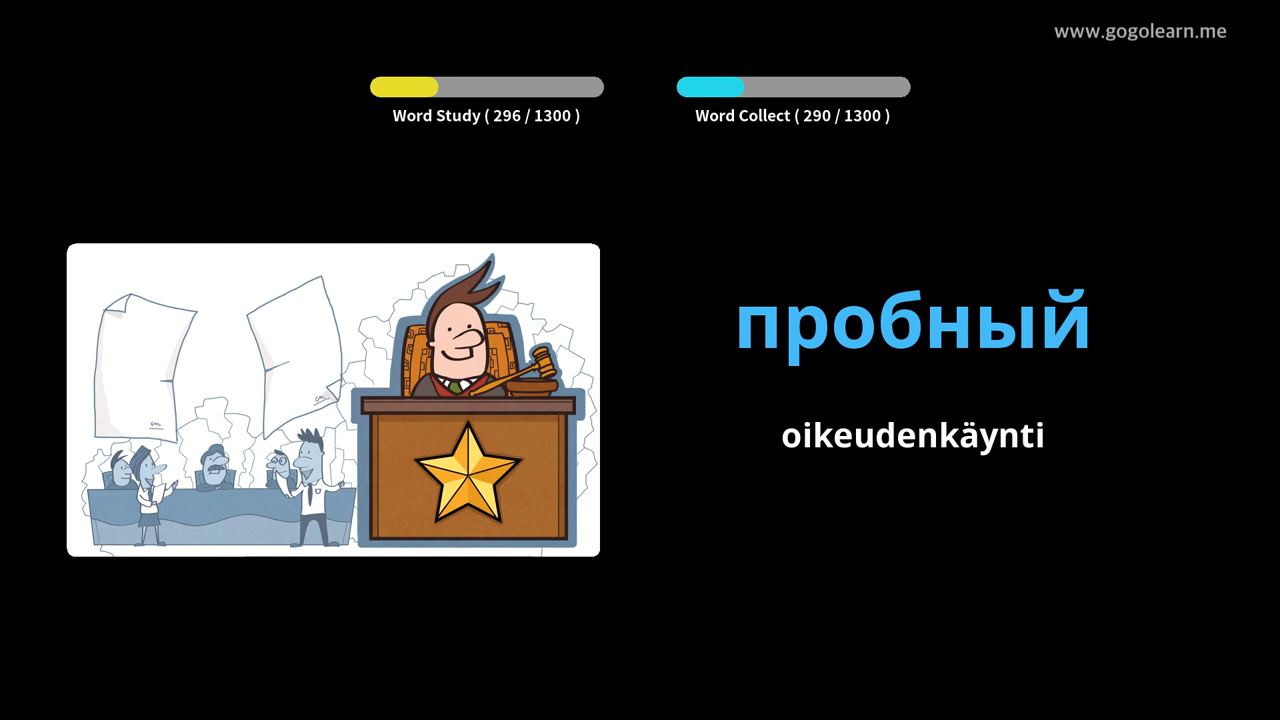 www.gogolearn.me
Word Study ( 296 / 1300 )
Word Collect ( 290 / 1300 )
пробный
oikeudenkäynti